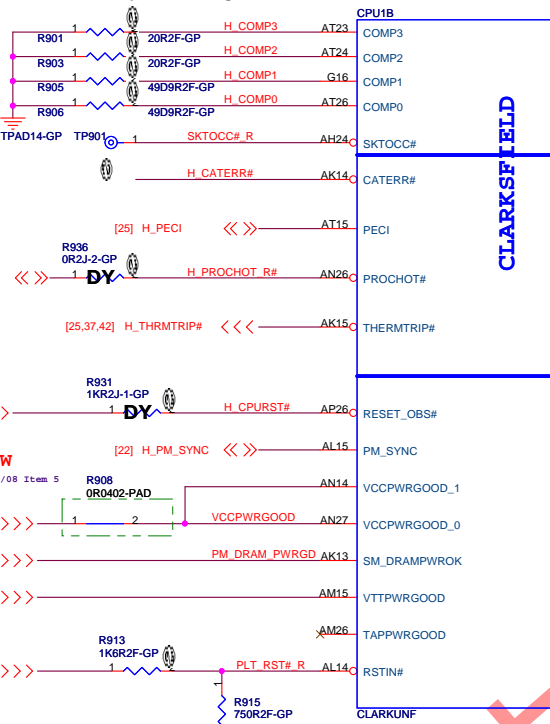 CPU1B
R901 1 20R2F-GP H_COMP3 AT23 COMP3
R903 1 20R2F-GP H_COMP2 AT24 COMP2
R905 1 49D9R2F-GP H_COMP1 G16 COMP1
R906 1 49D9R2F-GP H_COMP0 AT26 COMP0
TPAD14-GP TP901 1 SKTOCC#_R AH24 SKTOCC#
H_CATERR# AK14 CATERR#
CLARKSFIELD
[25] H_PECI AT15 PECI
R936
0R2J-2-GP
1 DY H_PROCHOT_R# AN26 PROCHOT#
[25,37,42] H_THRMTRIP# AK15 THERMTRIP#
R931
1KR2J-1-GP
1 DY H_CPURST# AP26 RESET_OBS#
[22] H_PM_SYNC AL15 PM_SYNC
W
/08 Item 5
R908
0R0402-PAD
AN14 VCCPWRGOOD_1
1 2 VCCPWRGOOD AN27 VCCPWRGOOD_0
PM_DRAM_PWRGD AK13 SM_DRAMPWROK
AM15 VTTPWRGOOD
AM26 TAPPWRGOOD
R913
1K6R2F-GP
1 PLT_RST#_R AL14 RSTIN#
1
R915
750R2F-GP
CLARKUNF